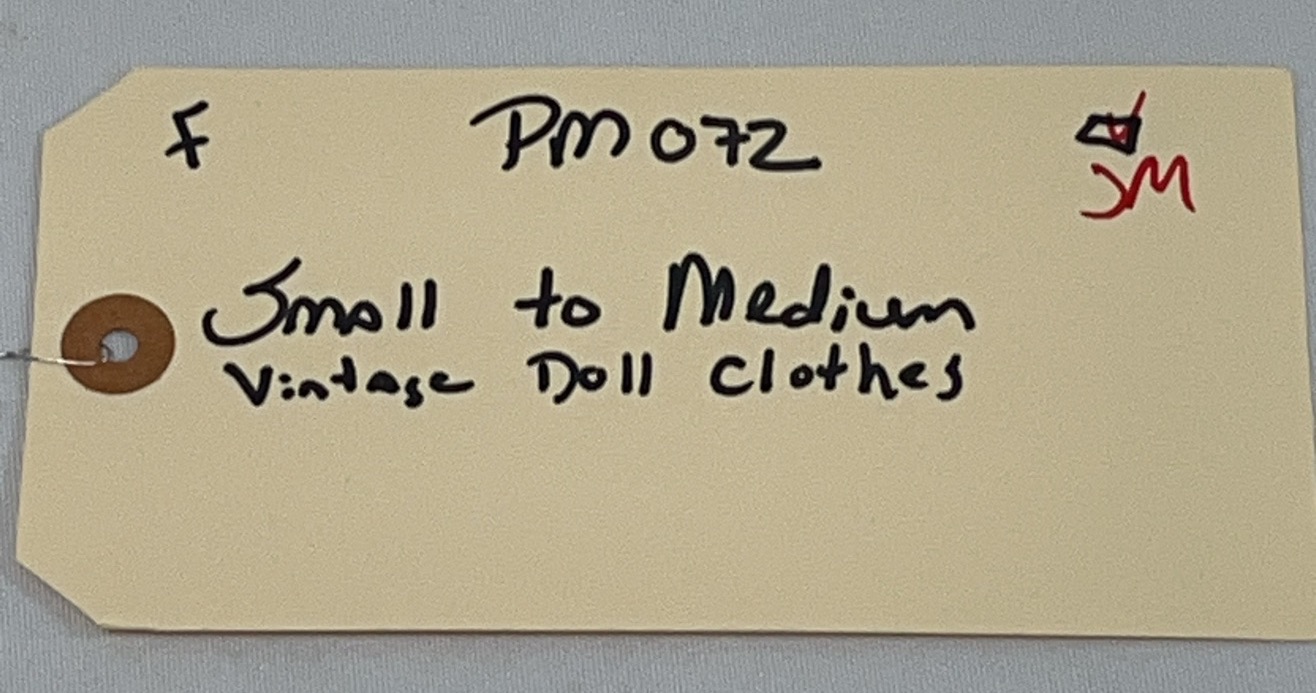 F PM072
JM
Small to Medium
Vintage Doll Clothes